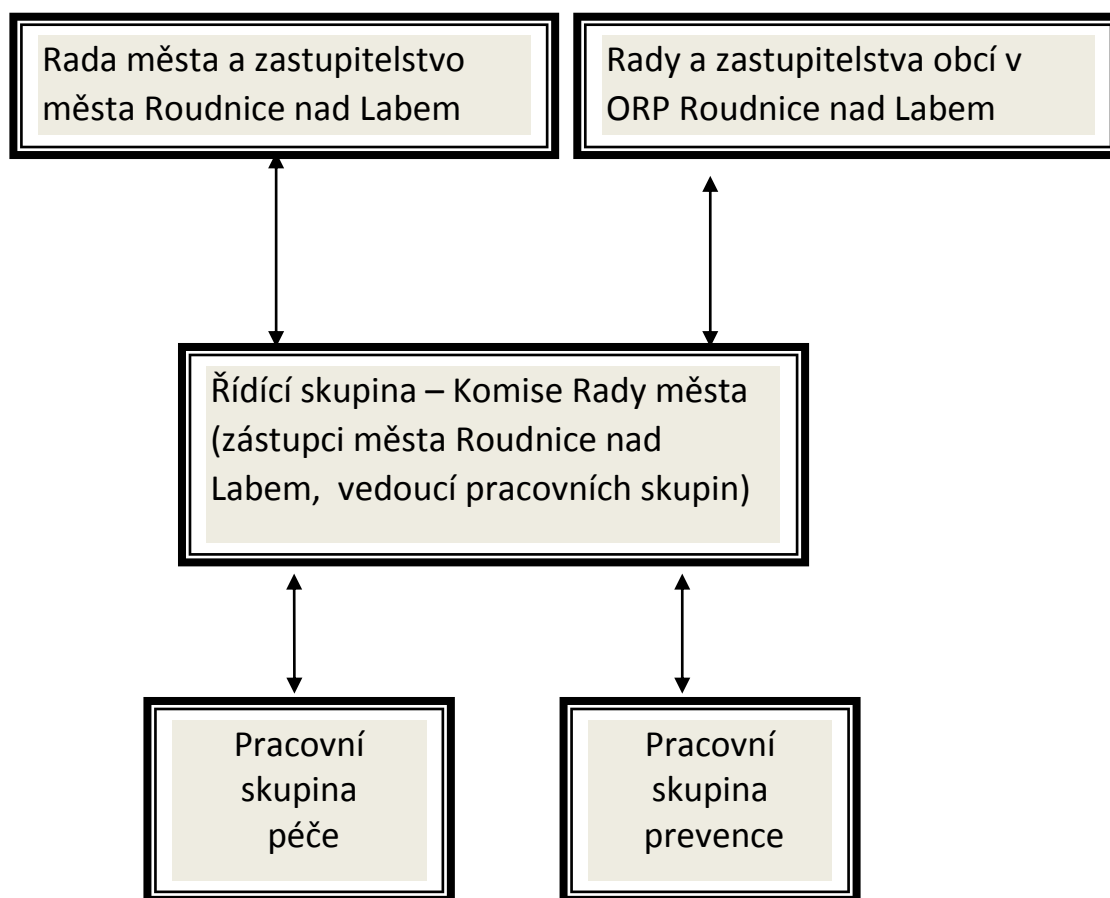 Rada města a zastupitelstvo
města Roudnice nad Labem
Rady a zastupitelstva obcí v
ORP Roudnice nad Labem
Řídící skupina – Komise Rady města
(zástupci města Roudnice nad
Labem,  vedoucí pracovních skupin)
Pracovní
skupina
péče
Pracovní
skupina
prevence